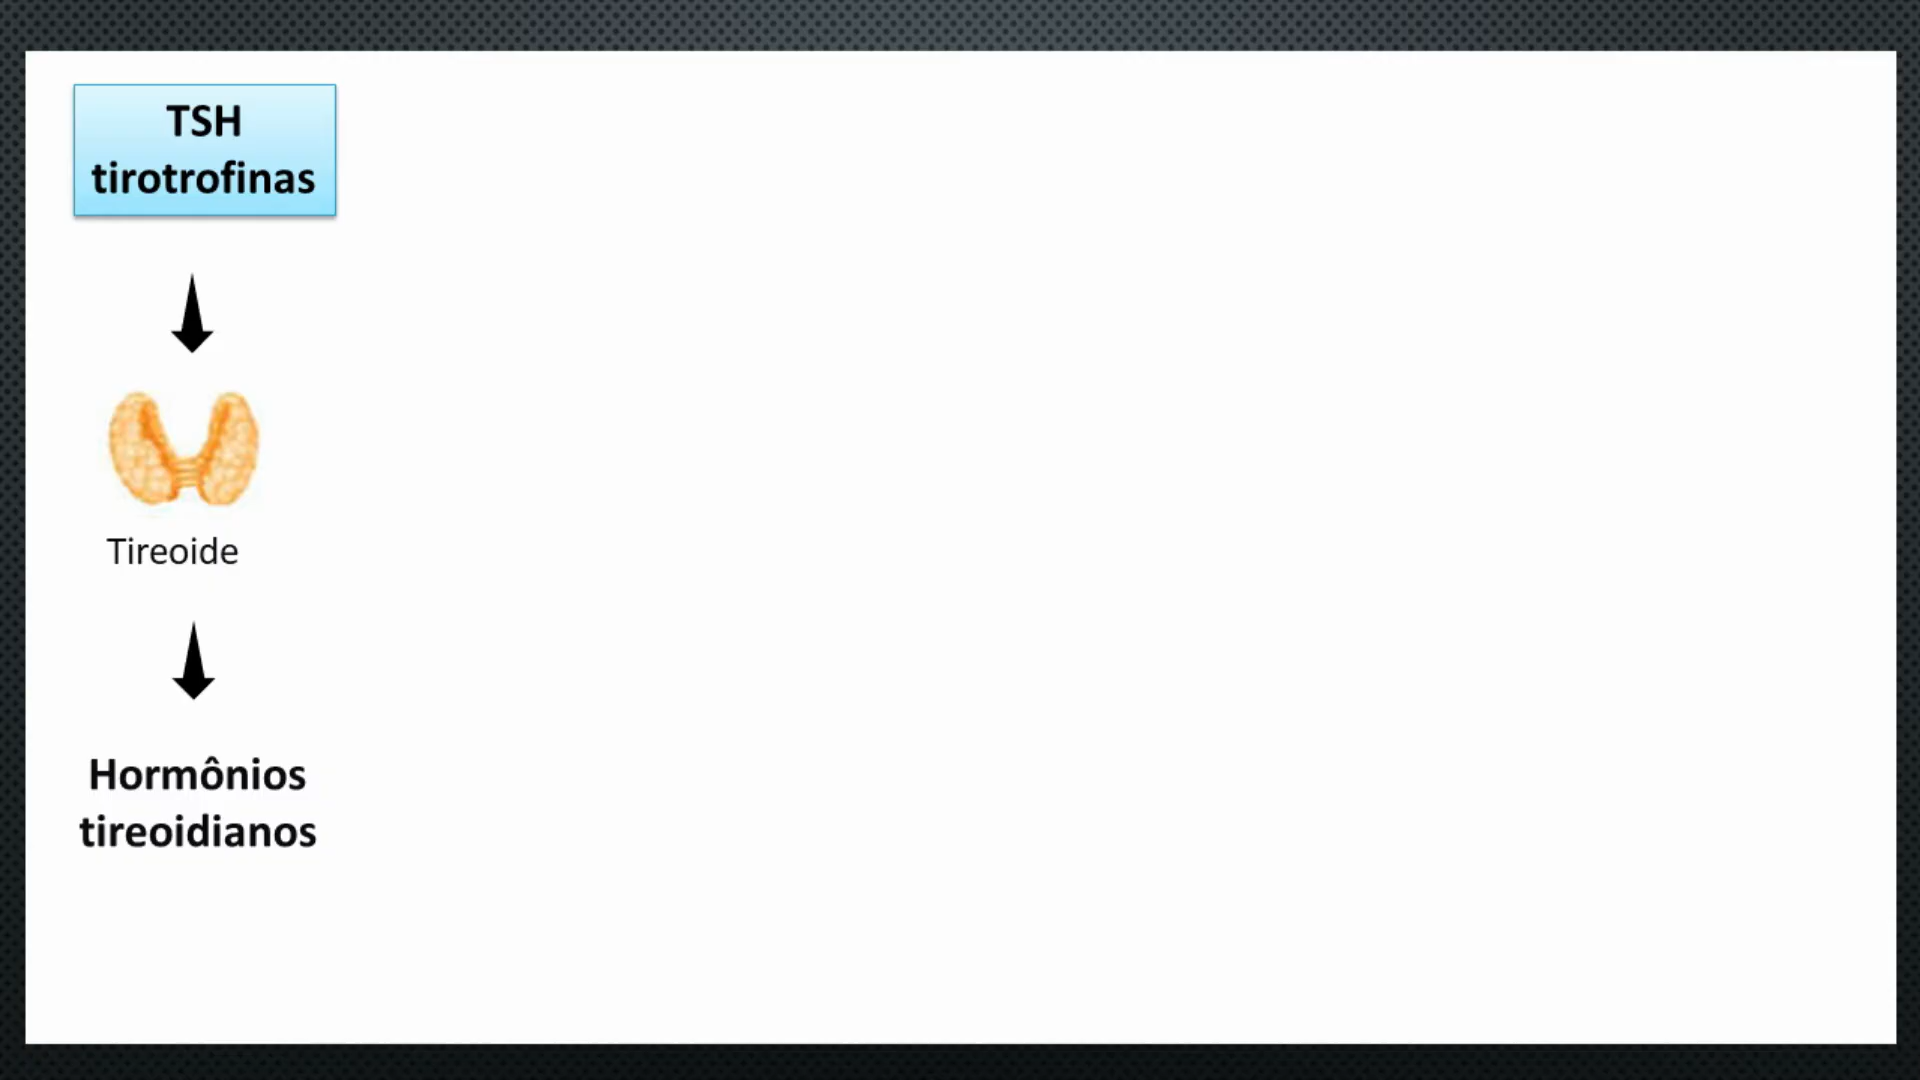 TSH
tirotrofinas
Tireoide
Hormônios
tireoidianos